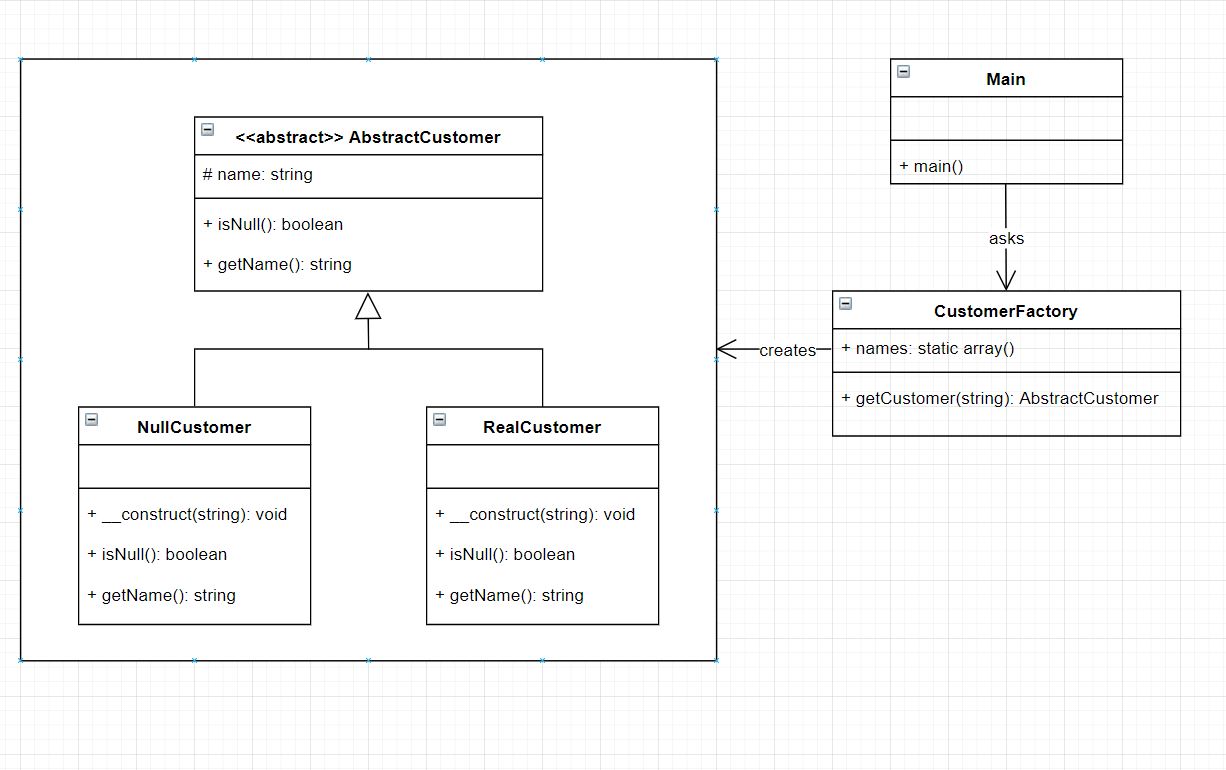 <<abstract>> AbstractCustomer
# name: string
+ isNull(): boolean
+ getName(): string
NullCustomer
+ __construct(string): void
+ isNull(): boolean
+ getName(): string
RealCustomer
+ __construct(string): void
+ isNull(): boolean
+ getName(): string
Main
+ main()
asks
CustomerFactory
+ names: static array()
+ getCustomer(string): AbstractCustomer
creates